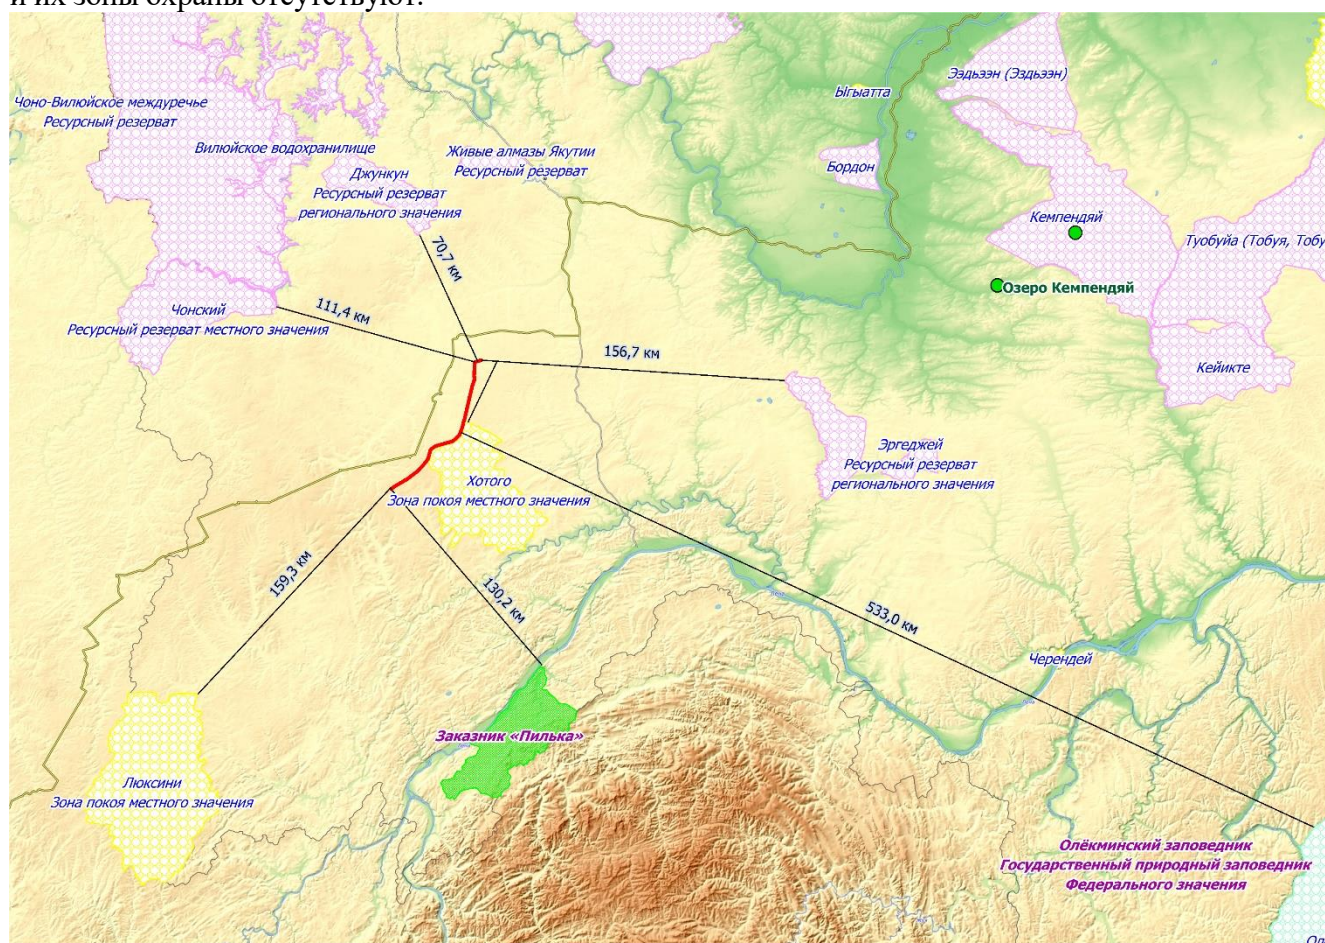 и их зоны охраны отсутствуют.
Ээдьээн (Эздьээн)
Ыгыатта
Чоно-Вилюйское междуречье
Ресурсный резерват
Вилюйское водохранилище
Живые алмазы Якутии
Ресурсный резерват
Джункун
Ресурсный резерват
регионального значения
Бордон
Кемпендяй
Туобуйа (Тобуя, Тобу
70,7 км
Озеро Кемпендяй
Чонский
Ресурсный резерват местного значения
111,4 км
156,7 км
Кейикте
Эргеджей
Ресурсный резерват
регионального значения
Хотого
Зона покоя местного значения
159,3 км
130,2 км
533,0 км
Черендей
Заказник «Пилька»
Люксини
Зона покоя местного значения
Олёкминский заповедник
Государственный природный заповедник
Федерального значения